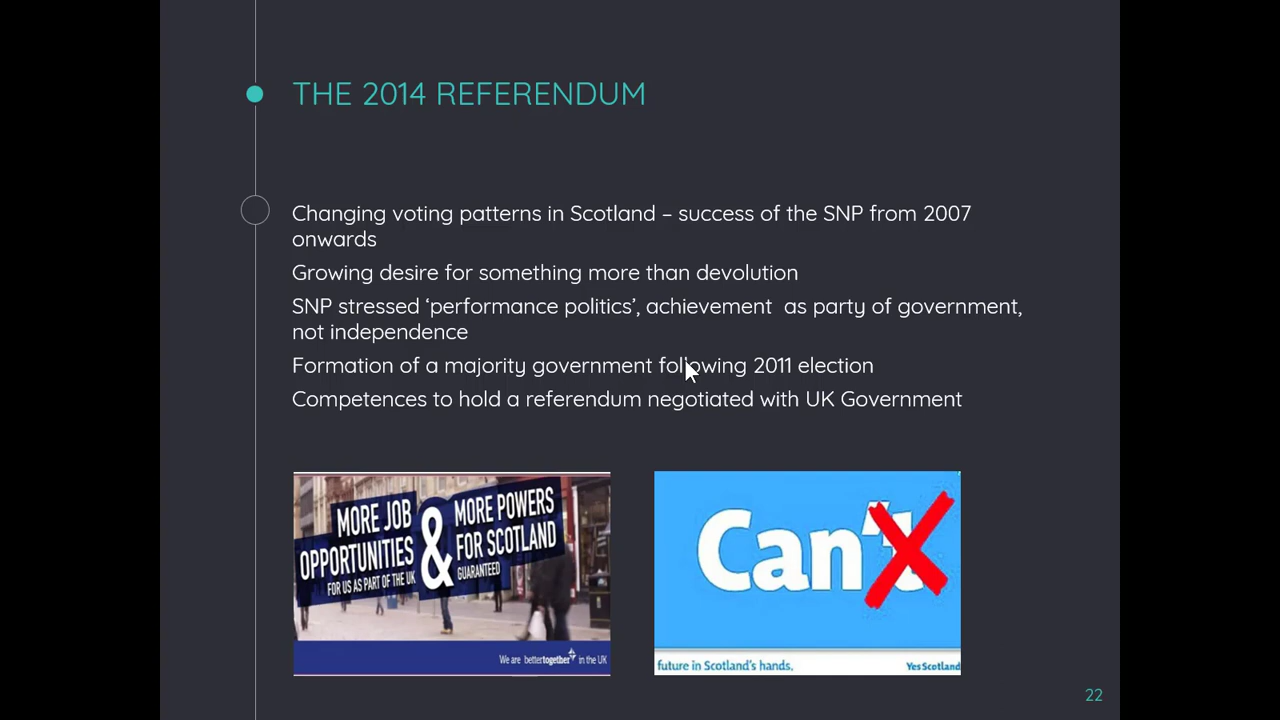 THE 2014 REFERENDUM
Changing voting patterns in Scotland – success of the SNP from 2007
onwards
Growing desire for something more than devolution
SNP stressed ‘performance politics’, achievement  as party of government,
not independence
Formation of a majority government following 2011 election
Competences to hold a referendum negotiated with UK Government
MORE JOB
OPPORTUNITIES
FOR US AS PART OF THE UK
&
MORE POWERS
FOR SCOTLAND
GUARANTEED
We are bettertogether in the UK
Can't
future in Scotland's hands.
Yes Scotland
22